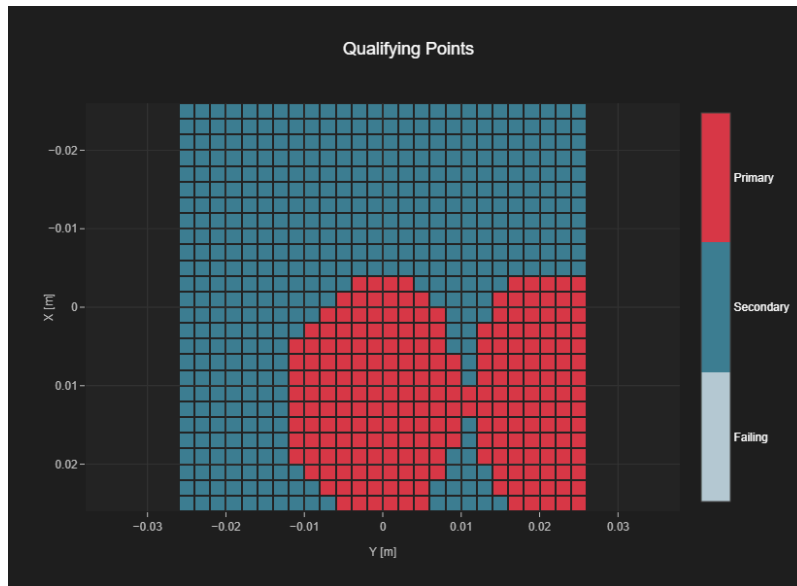 Qualifying Points
−0.02
−0.01
0
0.01
0.02
X [m]
−0.03
−0.02
−0.01
0
0.01
0.02
0.03
Y [m]
Primary
Secondary
Failing